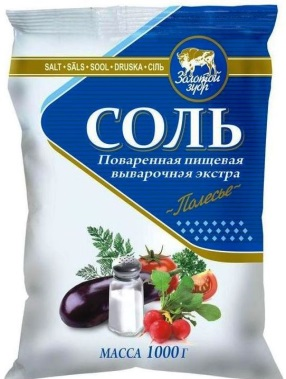 SALT • SĀLS • SOOL • DRUSKA • СІЛЬ
Золотой
зубр
СОЛЬ
Поваренная пищевая
выварочная экстра
~Полесье~
МАССА 1000 Г